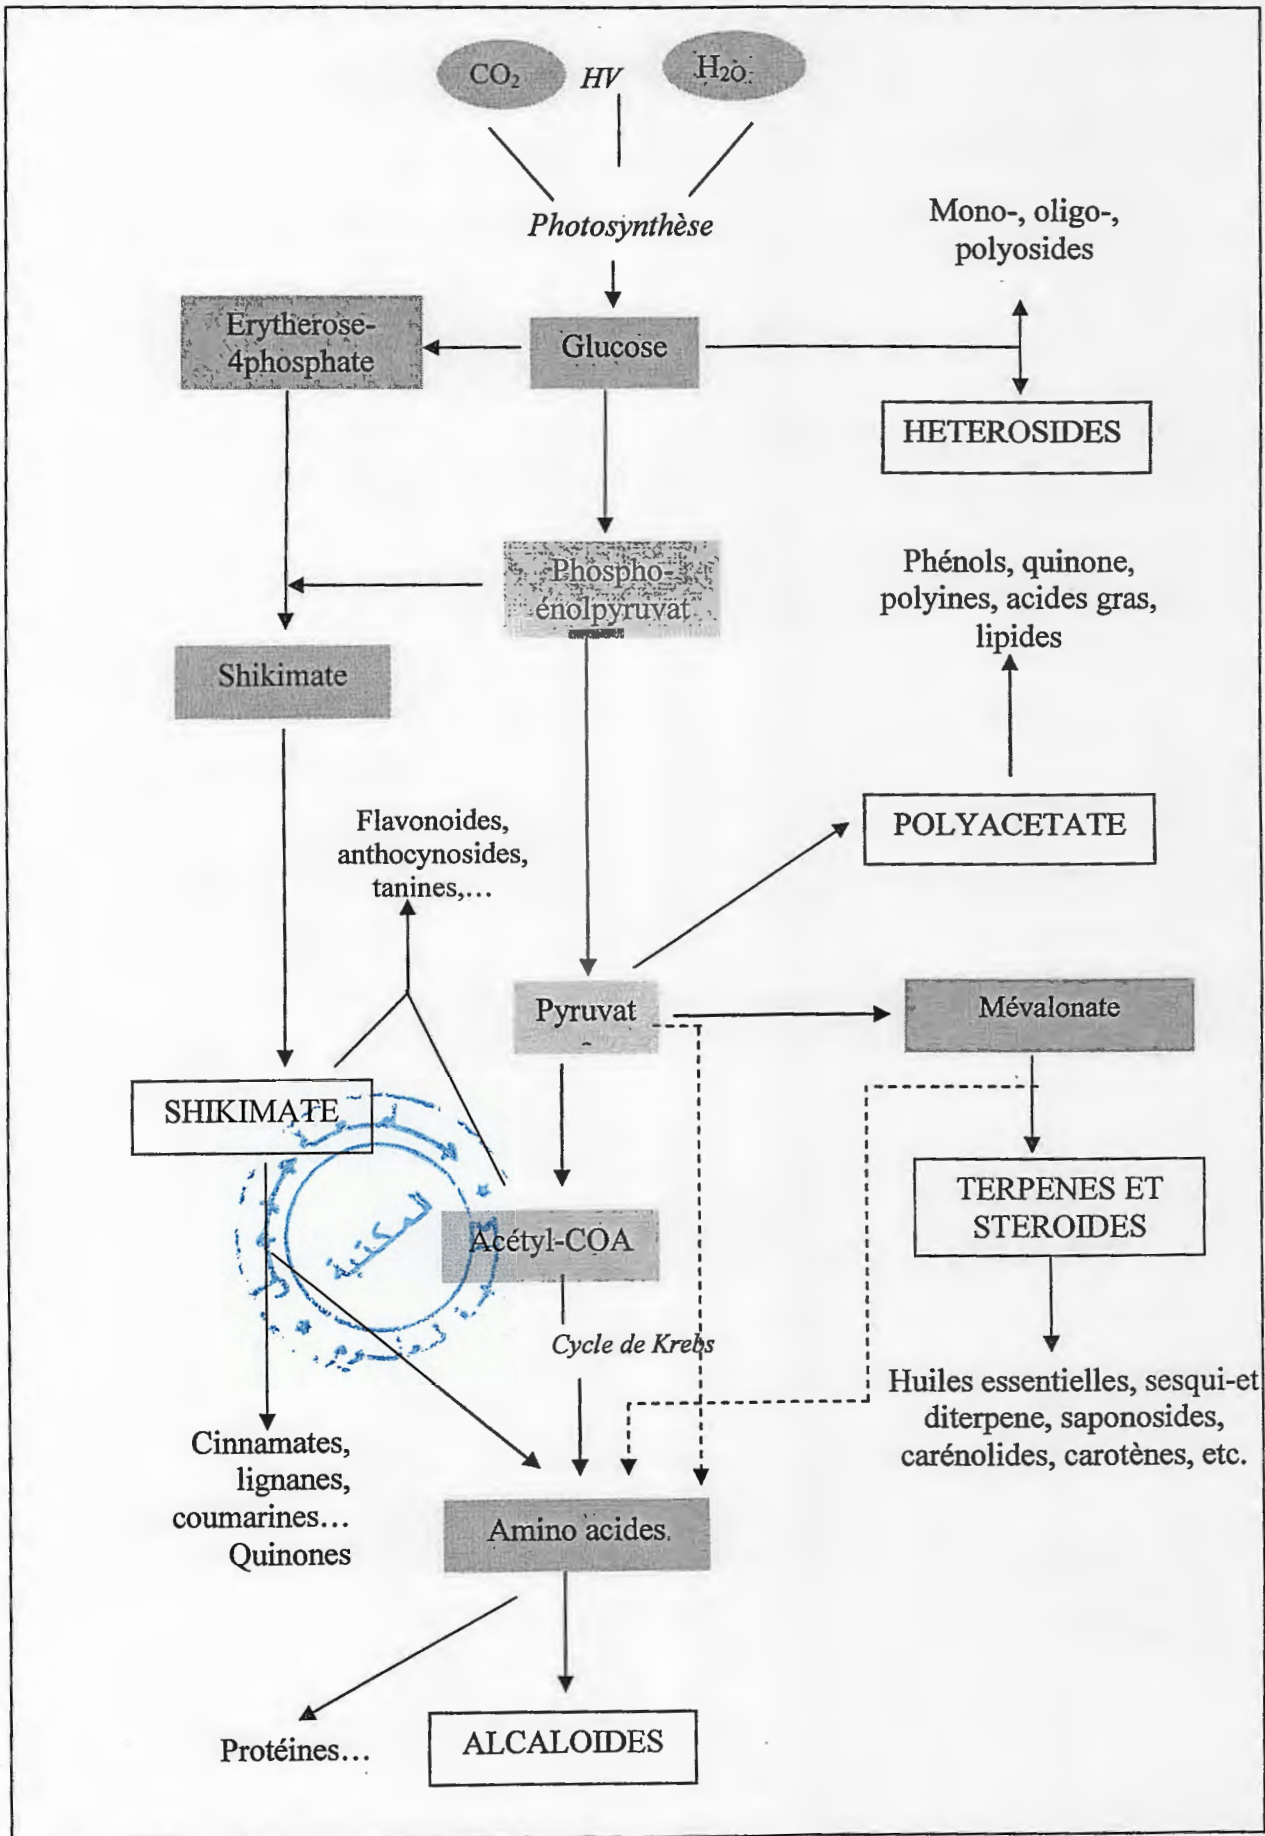 CO₂
HV
H₂O
Photosynthèse
Mono-, oligo-,
polyosides
Erytherose-
4phosphate
Glucose
HETEROSIDES
Phospho-
énolpyruvat
Phénols, quinone,
polyines, acides gras,
lipides
Shikimate
POLYACETATE
Flavonoides,
anthocynosides,
tanines,...
Pyruvat
Mévalonate
SHIKIMATE
المكتبة
Acétyl-COA
TERPENES ET
STEROIDES
Cycle de Krebs
Huiles essentielles, sesqui-et
diterpene, saponosides,
carénolides, carotènes, etc.
Cinnamates,
lignanes,
coumarines...
Quinones
Amino acides.
Protéines...
ALCALOIDES